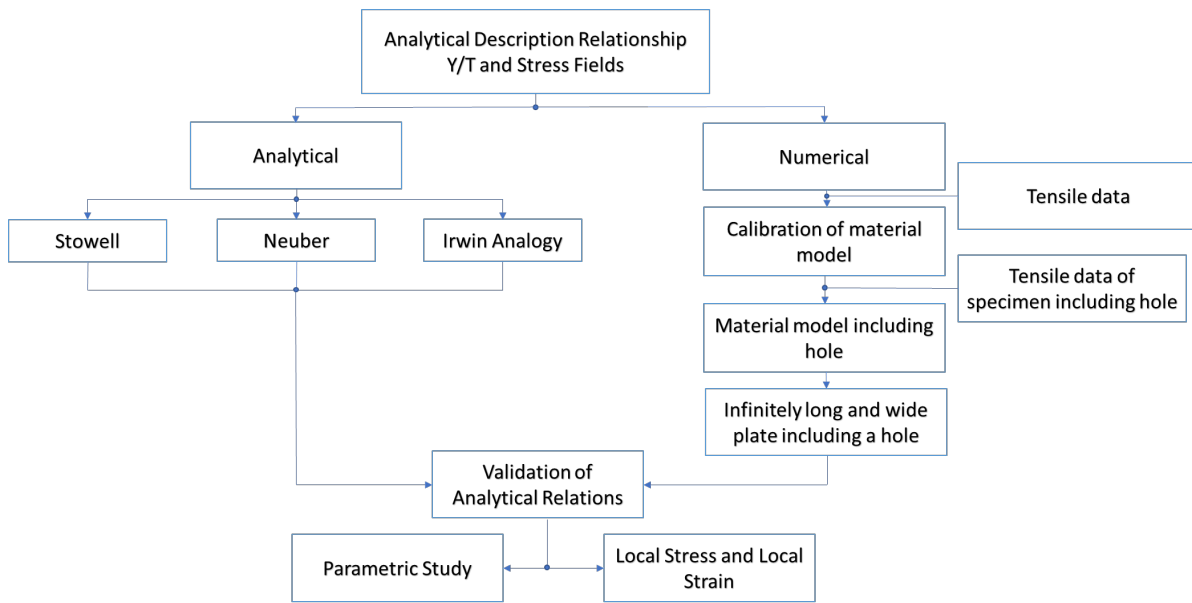 Analytical Description Relationship
Y/T and Stress Fields
Analytical
Numerical
Tensile data
Stowell
Neuber
Irwin Analogy
Calibration of material
model
Tensile data of
specimen including hole
Material model including
hole
Infinitely long and wide
plate including a hole
Validation of
Analytical Relations
Parametric Study
Local Stress and Local
Strain